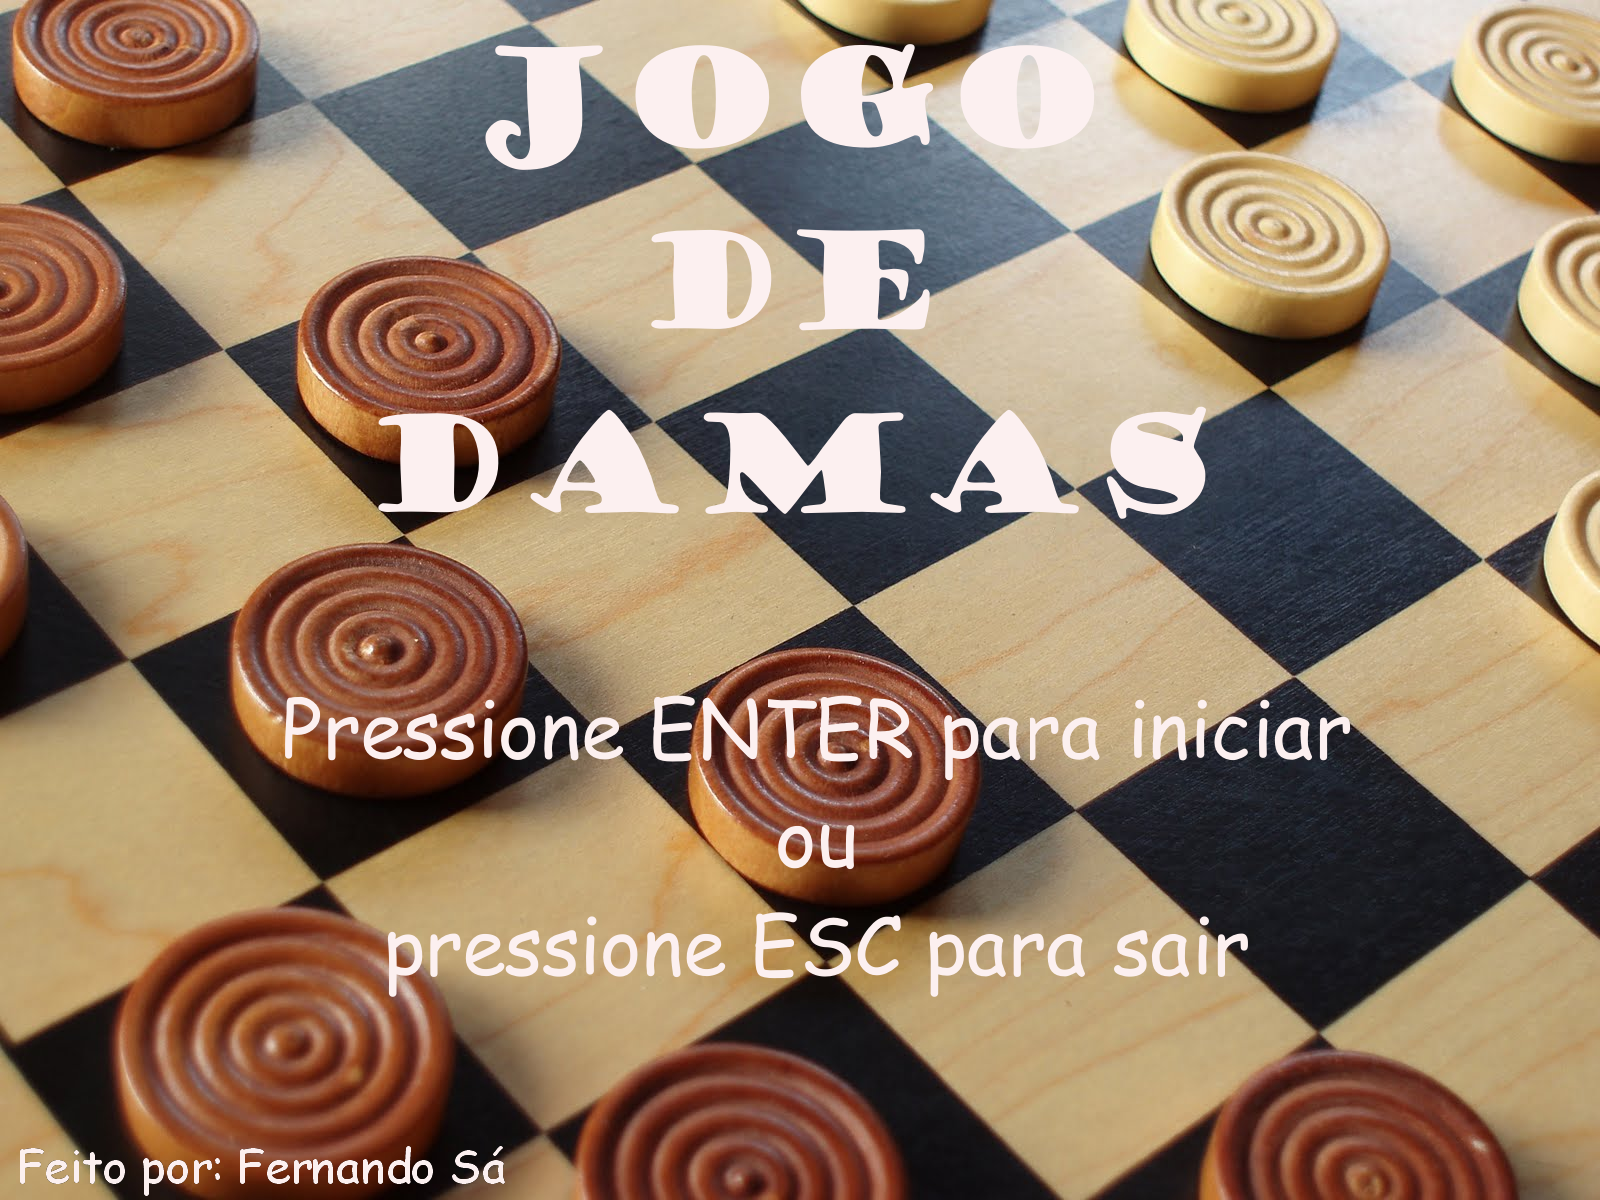 JOGO
DE
DAMAS
Pressione ENTER para iniciar
ou
pressione ESC para sair
Feito por: Fernando Sá